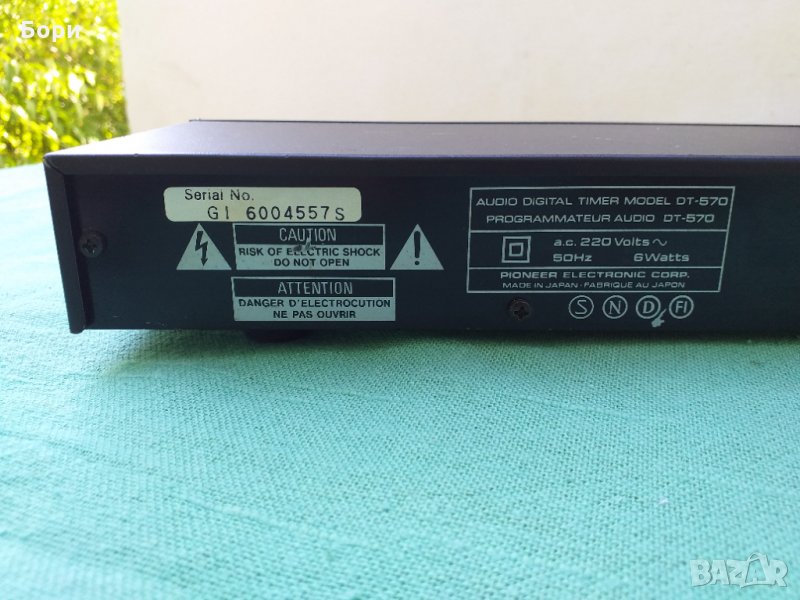 Бори
Serial No.
GI 6004557S
CAUTION
RISK OF ELECTRIC SHOCK
DO NOT OPEN
ATTENTION
DANGER D'ELECTROCUTION
NE PAS OUVRIR
AUDIO DIGITAL TIMER MODEL DT-570
PROGRAMMATEUR AUDIO DT-570
a.c. 220 Volts ~
50Hz 6 Watts
PIONEER ELECTRONIC CORP.
MADE IN JAPAN · FABRIQUE AU JAPON
S N D FI
BAZAR